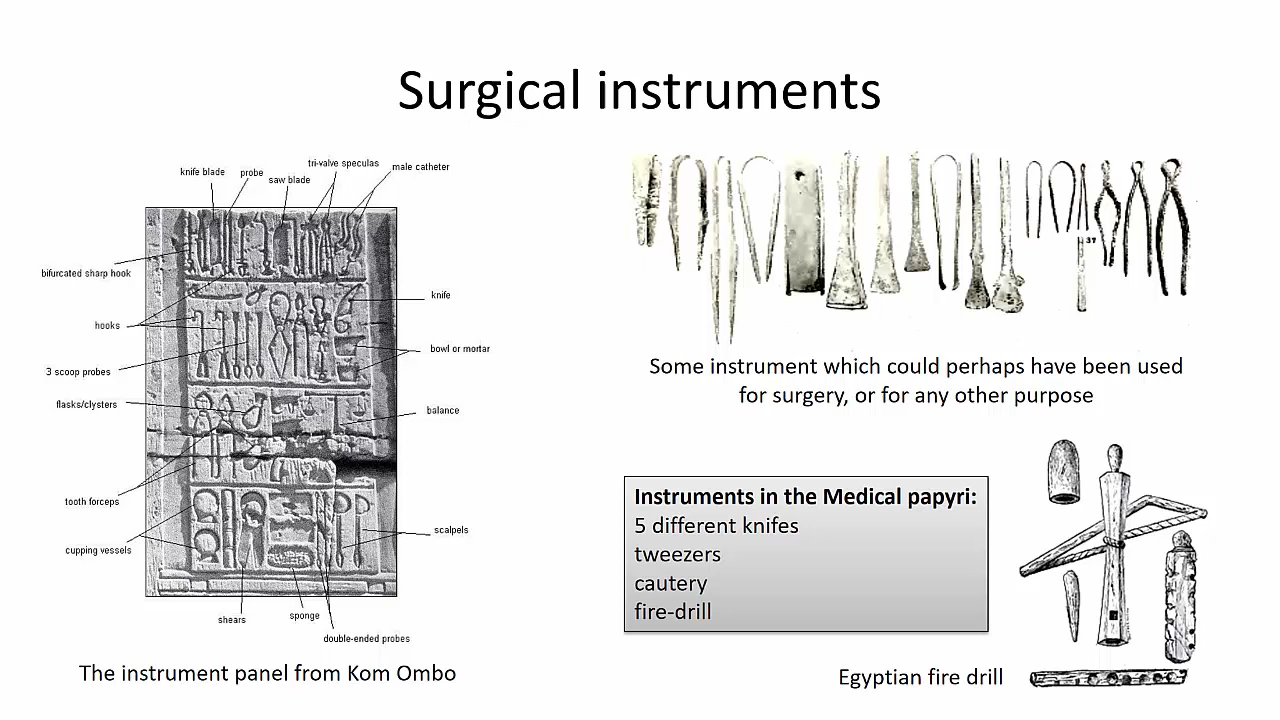 Surgical instruments
tri-valve speculas
male catheter
knife blade
probe
saw blade
bifurcated sharp hook
knife
hooks
bowl or mortar
3 scoop probes
flasks/clysters
balance
tooth forceps
scalpels
cupping vessels
shears
sponge
double-ended probes
The instrument panel from Kom Ombo
37
Some instrument which could perhaps have been used
for surgery, or for any other purpose
Instruments in the Medical papyri:
5 different knifes
tweezers
cautery
fire-drill
Egyptian fire drill